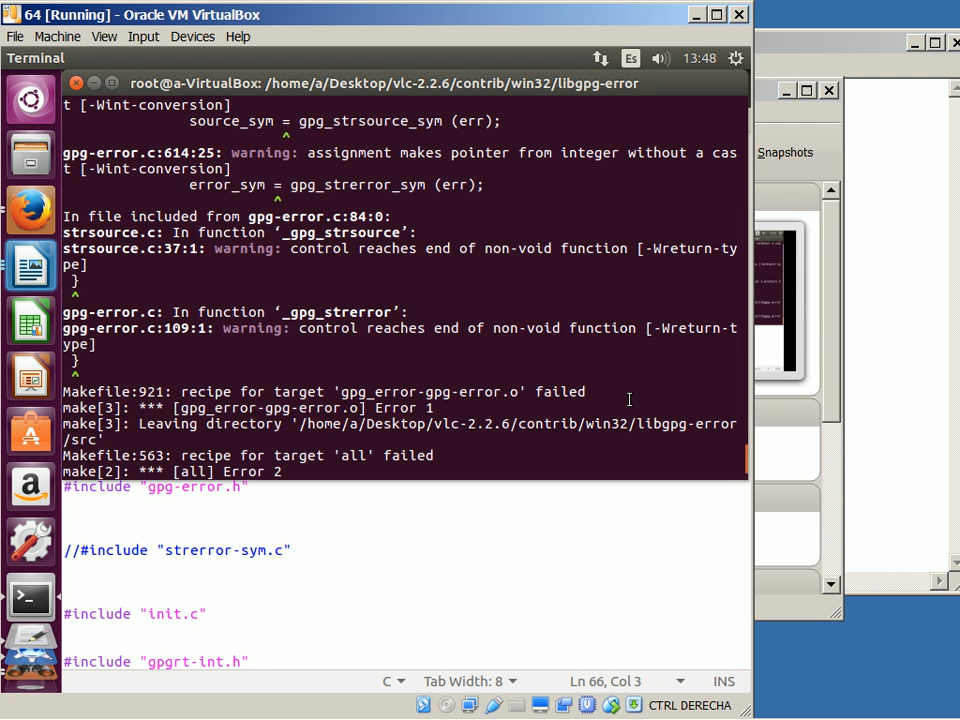 64 [Running] - Oracle VM VirtualBox
File Machine View Input Devices Help
Terminal
Es
13:48
root@a-VirtualBox: /home/a/Desktop/vlc-2.2.6/contrib/win32/libgpg-error
t [-Wint-conversion]
source_sym = gpg_strsource_sym (err);
^
gpg-error.c:614:25: warning: assignment makes pointer from integer without a cas
t [-Wint-conversion]
error_sym = gpg_strerror_sym (err);
^
In file included from gpg-error.c:84:0:
strsource.c: In function ‘_gpg_strsource’:
strsource.c:37:1: warning: control reaches end of non-void function [-Wreturn-ty
pe]
}
^
gpg-error.c: In function ‘_gpg_strerror’:
gpg-error.c:109:1: warning: control reaches end of non-void function [-Wreturn-t
ype]
}
^
Makefile:921: recipe for target 'gpg_error-gpg-error.o' failed
make[3]: *** [gpg_error-gpg-error.o] Error 1
make[3]: Leaving directory '/home/a/Desktop/vlc-2.2.6/contrib/win32/libgpg-error
/src'
Makefile:563: recipe for target 'all' failed
make[2]: *** [all] Error 2
#include "gpg-error.h"
//#include "strerror-sym.c"
#include "init.c"
#include "gpgrt-int.h"
C Tab Width: 8 Ln 66, Col 3 INS
CTRL DERECHA
Snapshots